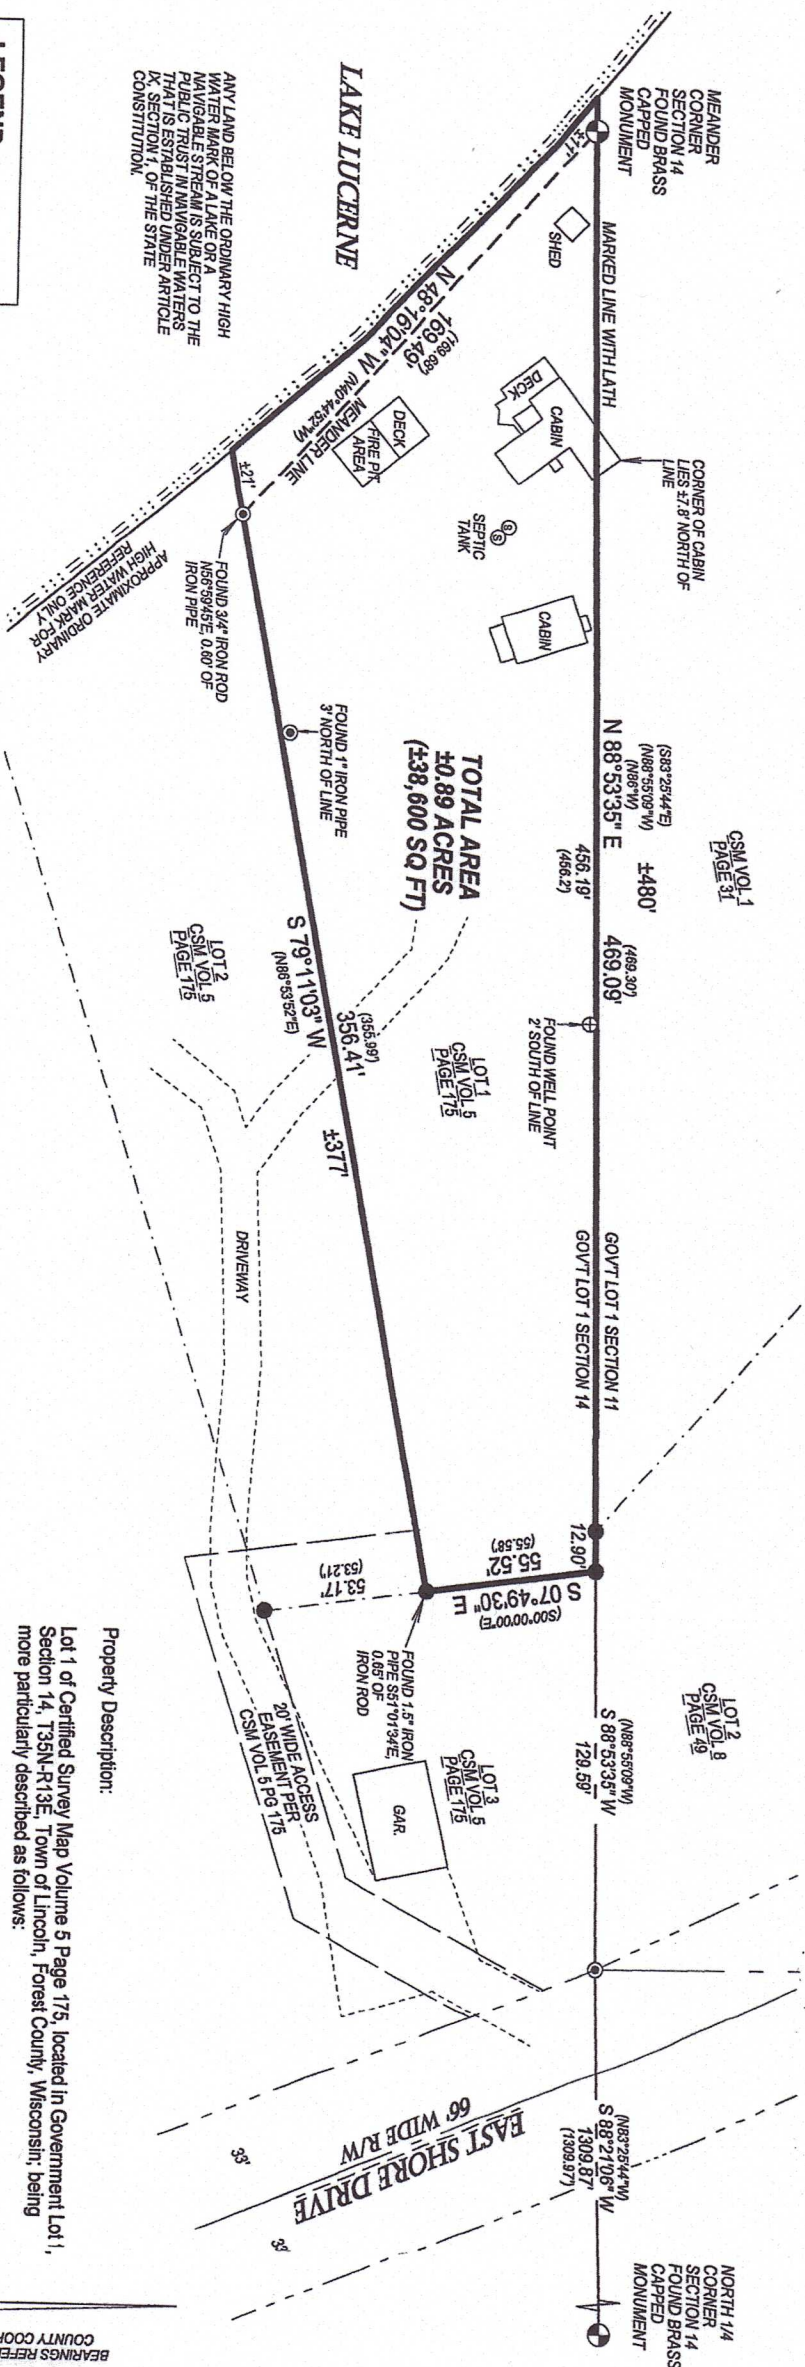 LEGEND
MEANDER
CORNER
SECTION 14
FOUND BRASS
CAPPED
MONUMENT
±11'
SHED
MARKED LINE WITH LATH
LAKE LUCERNE
ANY LAND BELOW THE ORDINARY HIGH
WATER MARK OF A LAKE OR A
NAVIGABLE STREAM IS SUBJECT TO THE
PUBLIC TRUST IN NAVIGABLE WATERS
THAT IS ESTABLISHED UNDER ARTICLE
IX, SECTION 1, OF THE STATE
CONSTITUTION.
N 48°16'04" W
169.49'
(169.68')
MEANDER LINE
(N40°44'52"W)
DECK
CABIN
CORNER OF CABIN
LIES ±7.8' NORTH OF
LINE
DECK
FIRE PIT
AREA
S
S
SEPTIC
TANK
CABIN
±21'
FOUND 3/4" IRON ROD
N56°59'45"E, 0.60' OF
IRON PIPE
APPROXIMATE ORDINARY
HIGH WATER MARK FOR
REFERENCE ONLY
FOUND 1" IRON PIPE
3' NORTH OF LINE
CSM VOL 1
PAGE 31
(S83°25'44"E)
(N88°55'09"W)
(N86°W)
N 88°53'35" E
±480'
456.19'
(456.2')
(469.30')
469.09'
TOTAL AREA
±0.89 ACRES
(±38,600 SQ FT)
FOUND WELL POINT
2' SOUTH OF LINE
LOT 1
CSM VOL 5
PAGE 175
LOT 2
CSM VOL 5
PAGE 175
S 79°11'03" W
(N86°53'52"E)
(355.99')
356.41'
±377'
DRIVEWAY
GOV'T LOT 1 SECTION 11
GOV'T LOT 1 SECTION 14
12.90'
55.52'
(55.58')
S 07°49'30" E
(S00°00'00"E)
53.17'
(53.21')
FOUND 1.5" IRON
PIPE S51°01'34"E,
0.65' OF
IRON ROD
20' WIDE ACCESS
EASEMENT PER
CSM VOL 5 PG 175
LOT 3
CSM VOL 5
PAGE 175
GAR.
LOT 2
CSM VOL 8
PAGE 49
(N88°55'09"W)
S 88°53'35" W
129.59'
EAST SHORE DRIVE
66' WIDE R/W
33'
33'
(N83°25'44"W)
S 88°21'06" W
1309.87'
(1309.87')
NORTH 1/4
CORNER
SECTION 14
FOUND BRASS
CAPPED
MONUMENT
Property Description:
Lot 1 of Certified Survey Map Volume 5 Page 175, located in Government Lot 1,
Section 14, T35N-R13E, Town of Lincoln, Forest County, Wisconsin; being
more particularly described as follows:
BEARINGS
COUNTY